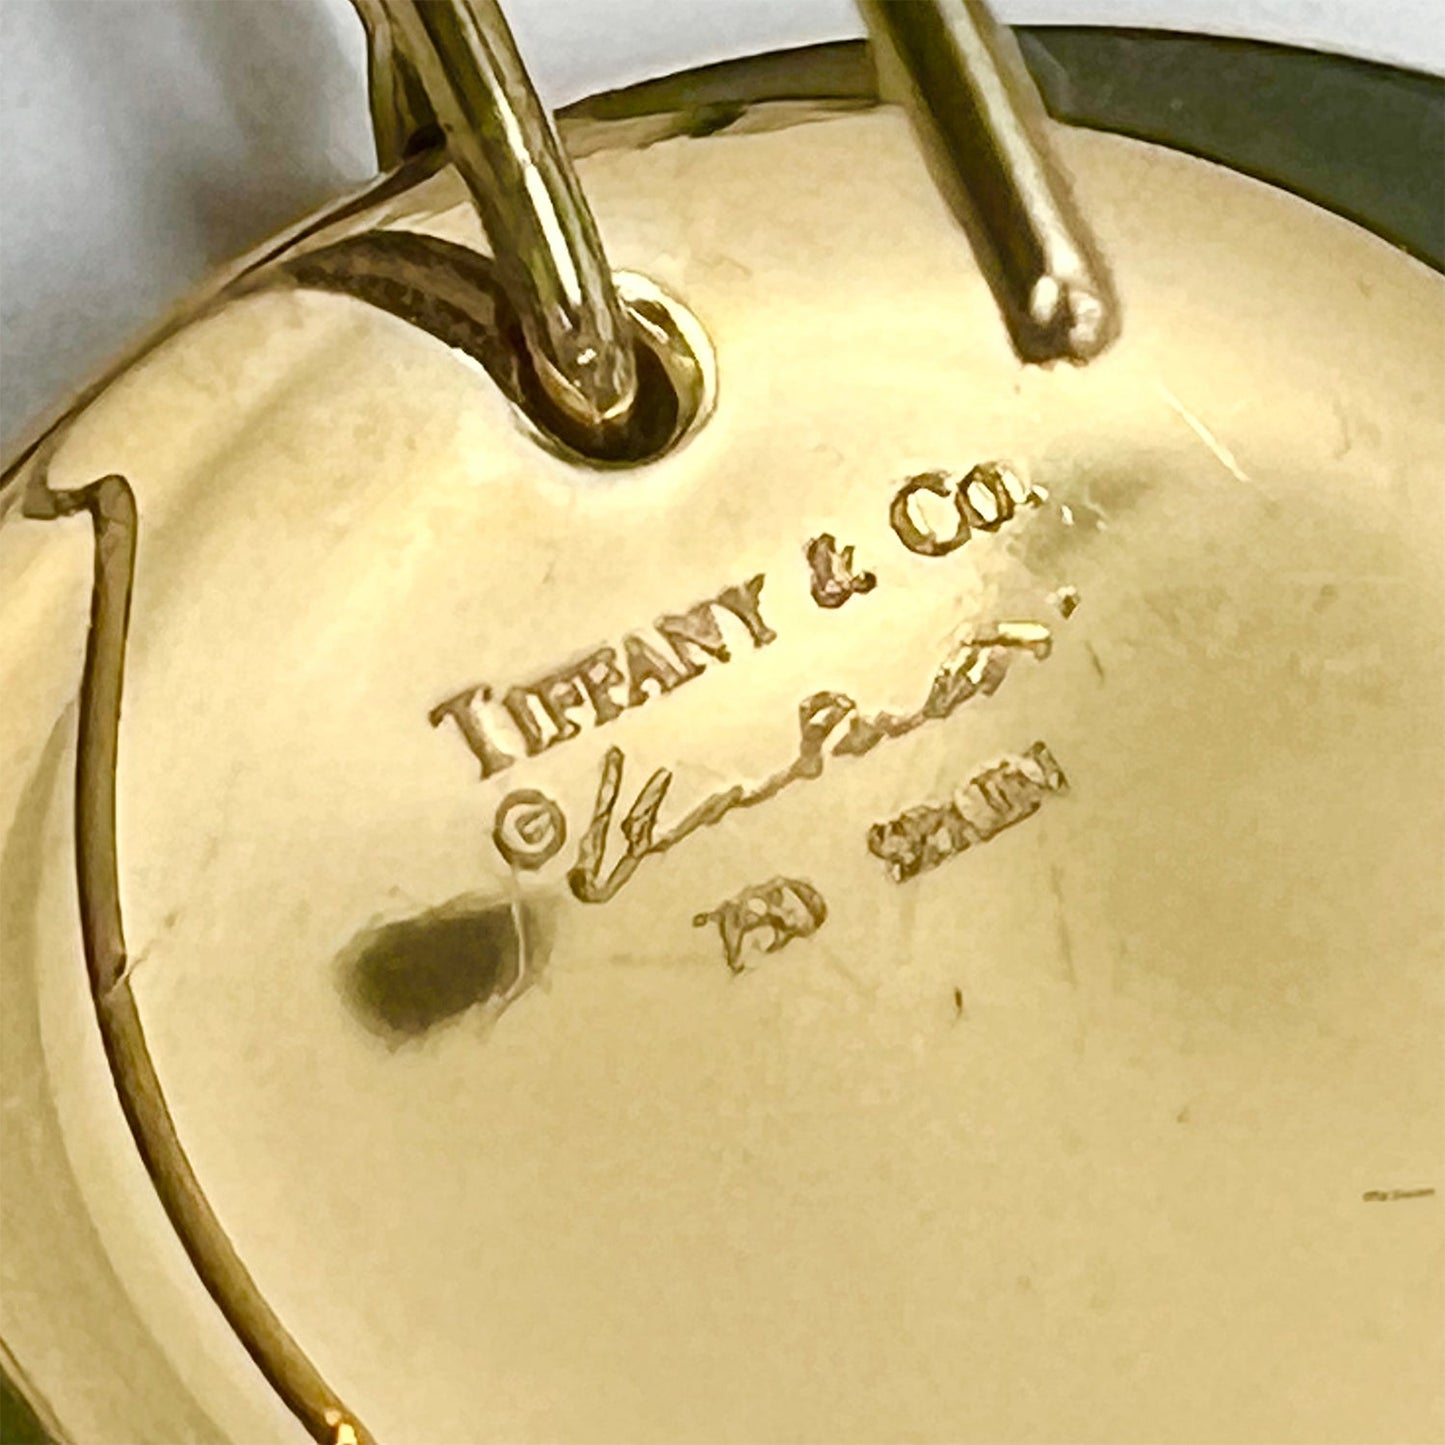 TIFFANY & CO.
©
750 SPAIN